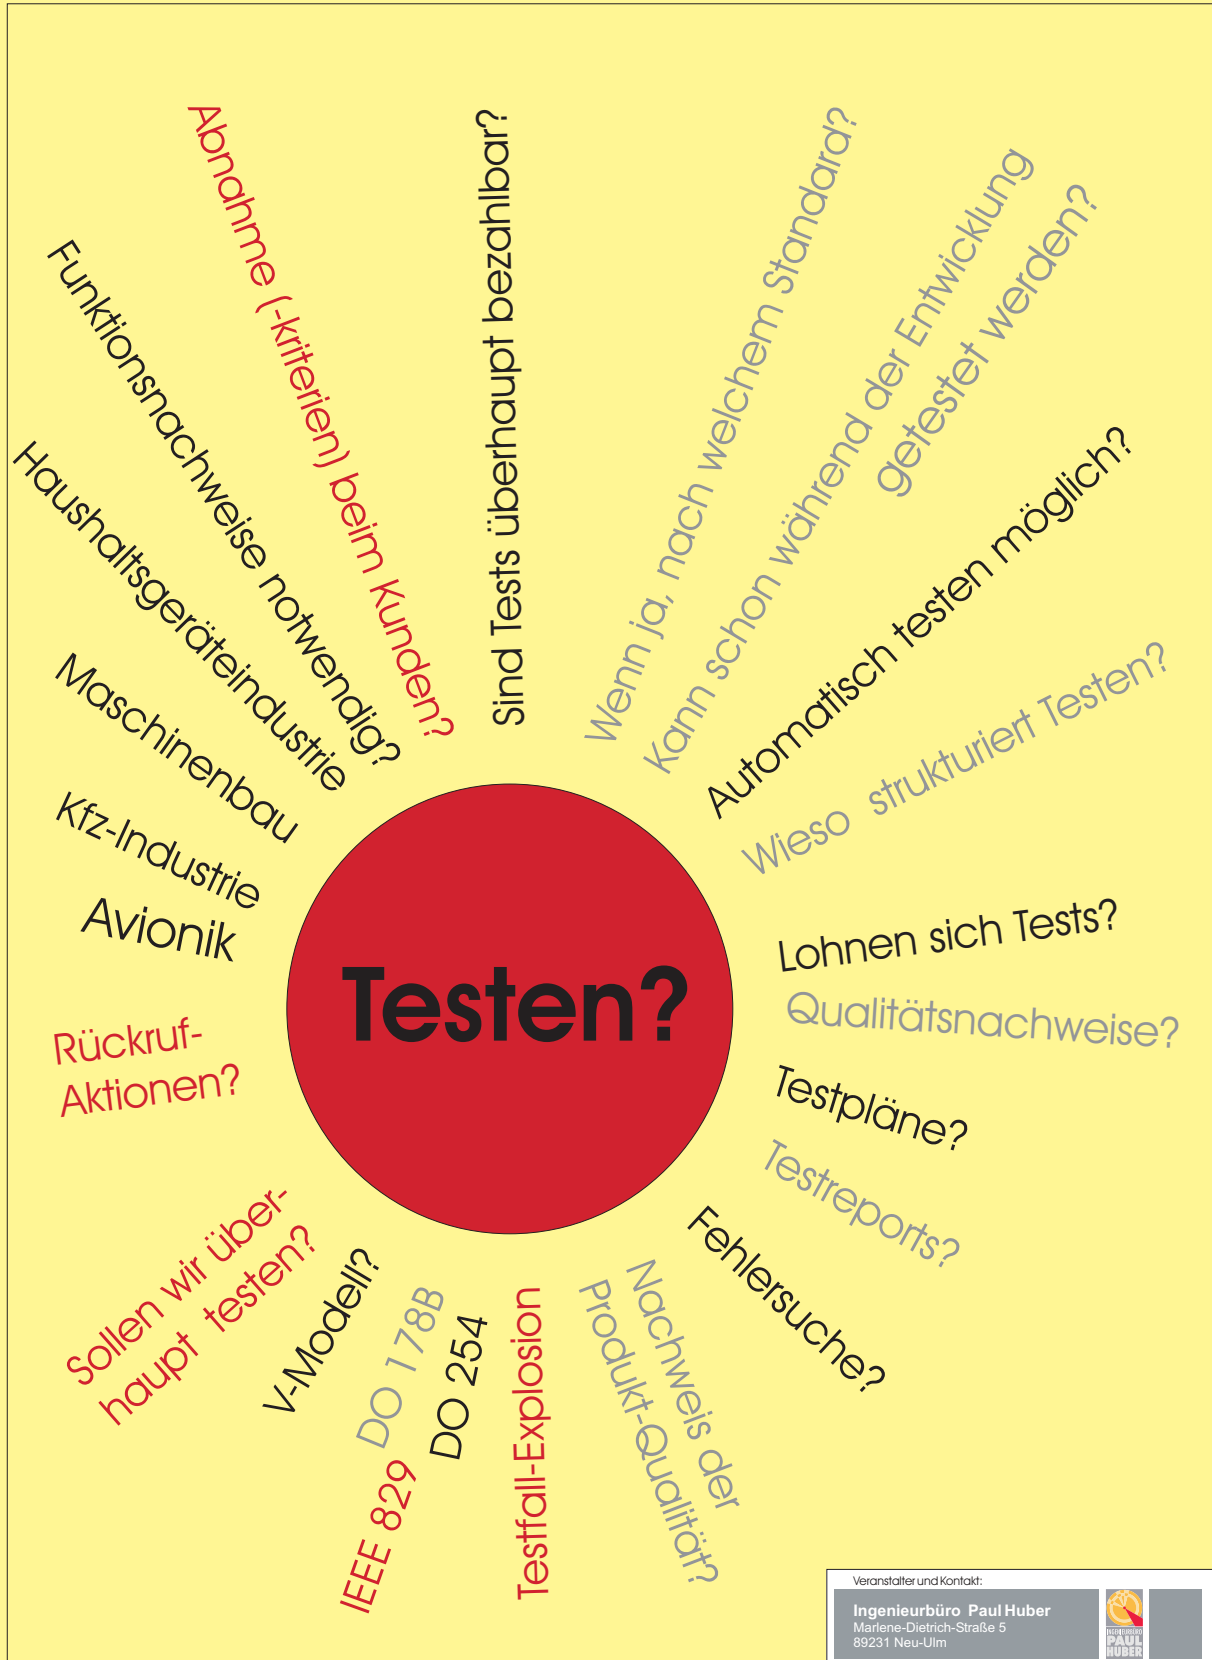 Abnahme (-kriterien) beim Kunden?
Sind Tests überhaupt bezahlbar?
Wenn ja, nach welchem Standard?
Kann schon während der Entwicklung
getestet werden?
Funktionsnachweise notwendig?
Haushaltsgeräteindustrie
Maschinenbau
Kfz-Industrie
Avionik
Automatisch testen möglich?
Wieso strukturiert Testen?
Lohnen sich Tests?
Testen?
Qualitätsnachweise?
Rückruf-
Aktionen?
Testpläne?
Testreports?
Fehlersuche?
Sollen wir über-
haupt testen?
V-Modell?
DO 178B
DO 254
IEEE 829
Testfall-Explosion
Nachweis der
Produkt-Qualität?
Veranstalter und Kontakt:
Ingenieurbüro Paul Huber
Marlene-Dietrich-Straße 5
89231 Neu-Ulm
INGENIEURBÜRO
PAUL
HUBER